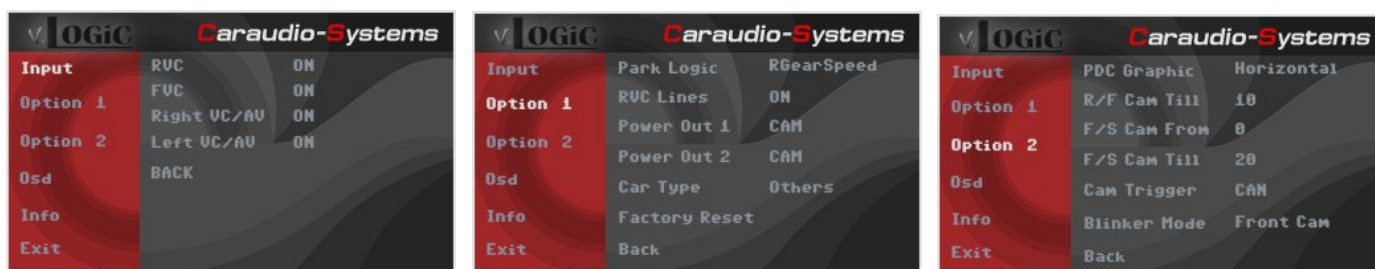 v.LOGiC Caraudio-Systems
Input RVC ON
FVC ON
Option 1
Right VC/AV ON
Option 2 Left VC/AV ON
Osd BACK
Info
Exit
v.LOGiC Caraudio-Systems
Input Park Logic RGearSpeed
Option 1 RVC Lines ON
Power Out 1 CAM
Option 2
Power Out 2 CAM
Osd Car Type Others
Info Factory Reset
Exit Back
v.LOGiC Caraudio-Systems
Input PDC Graphic Horizontal
Option 1 R/F Cam Till 10
F/S Cam From 0
Option 2
F/S Cam Till 20
Osd Cam Trigger CAN
Info Blinker Mode Front Cam
Exit Back